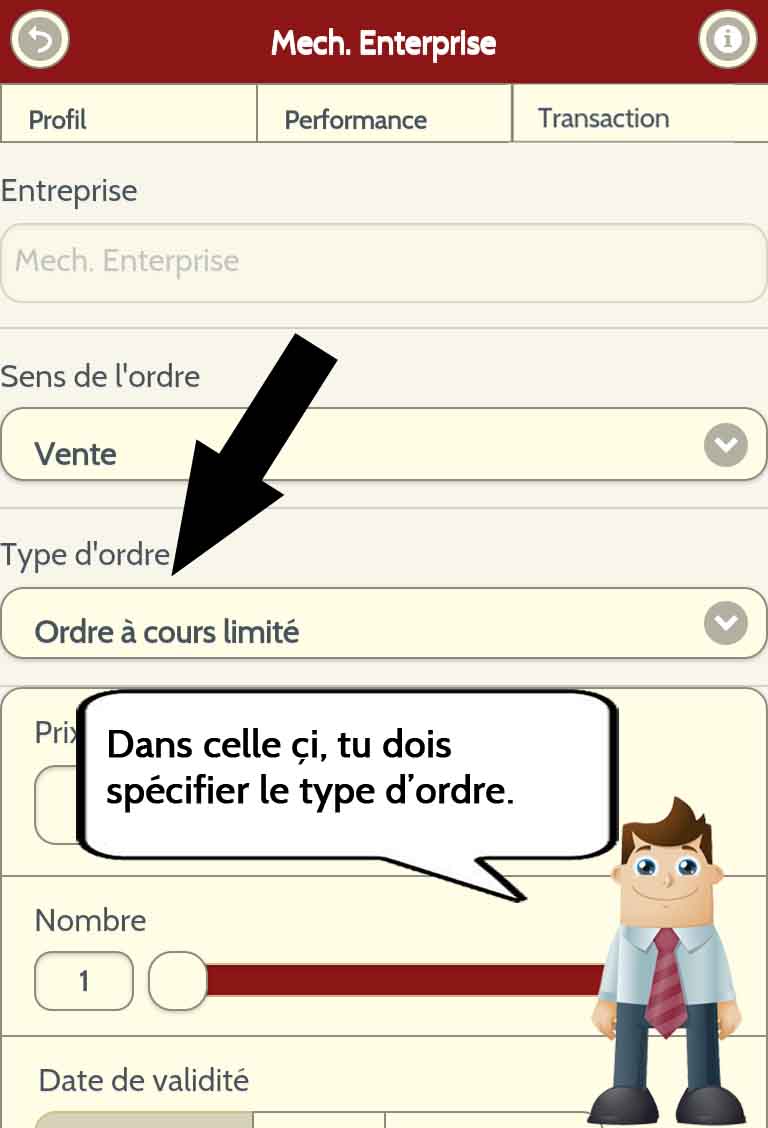 Mech. Enterprise
Profil
Performance
Transaction
Entreprise
Mech. Enterprise
Sens de l'ordre
Vente
Type d'ordre
Ordre à cours limité
Dans celle çi, tu dois
spécifier le type d’ordre.
Nombre
1
Date de validité